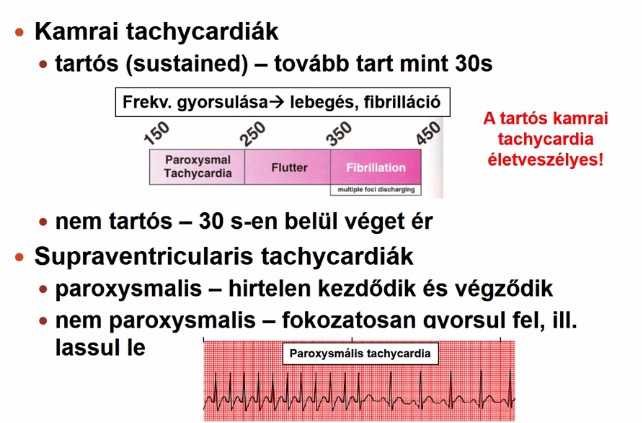 Kamrai tachycardiák
tartós (sustained) – tovább tart mint 30s
Frekv. gyorsulása→ lebegés, fibrilláció
150 250 350 450
Paroxysmal
Tachycardia
Flutter
Fibrillation
multiple foci discharging
A tartós kamrai
tachycardia
életveszélyes!
nem tartós – 30 s-en belül véget ér
Supraventricularis tachycardiák
paroxysmalis – hirtelen kezdődik és végződik
nem paroxysmalis – fokozatosan gyorsul fel, ill.
lassul le
Paroxysmális tachycardia